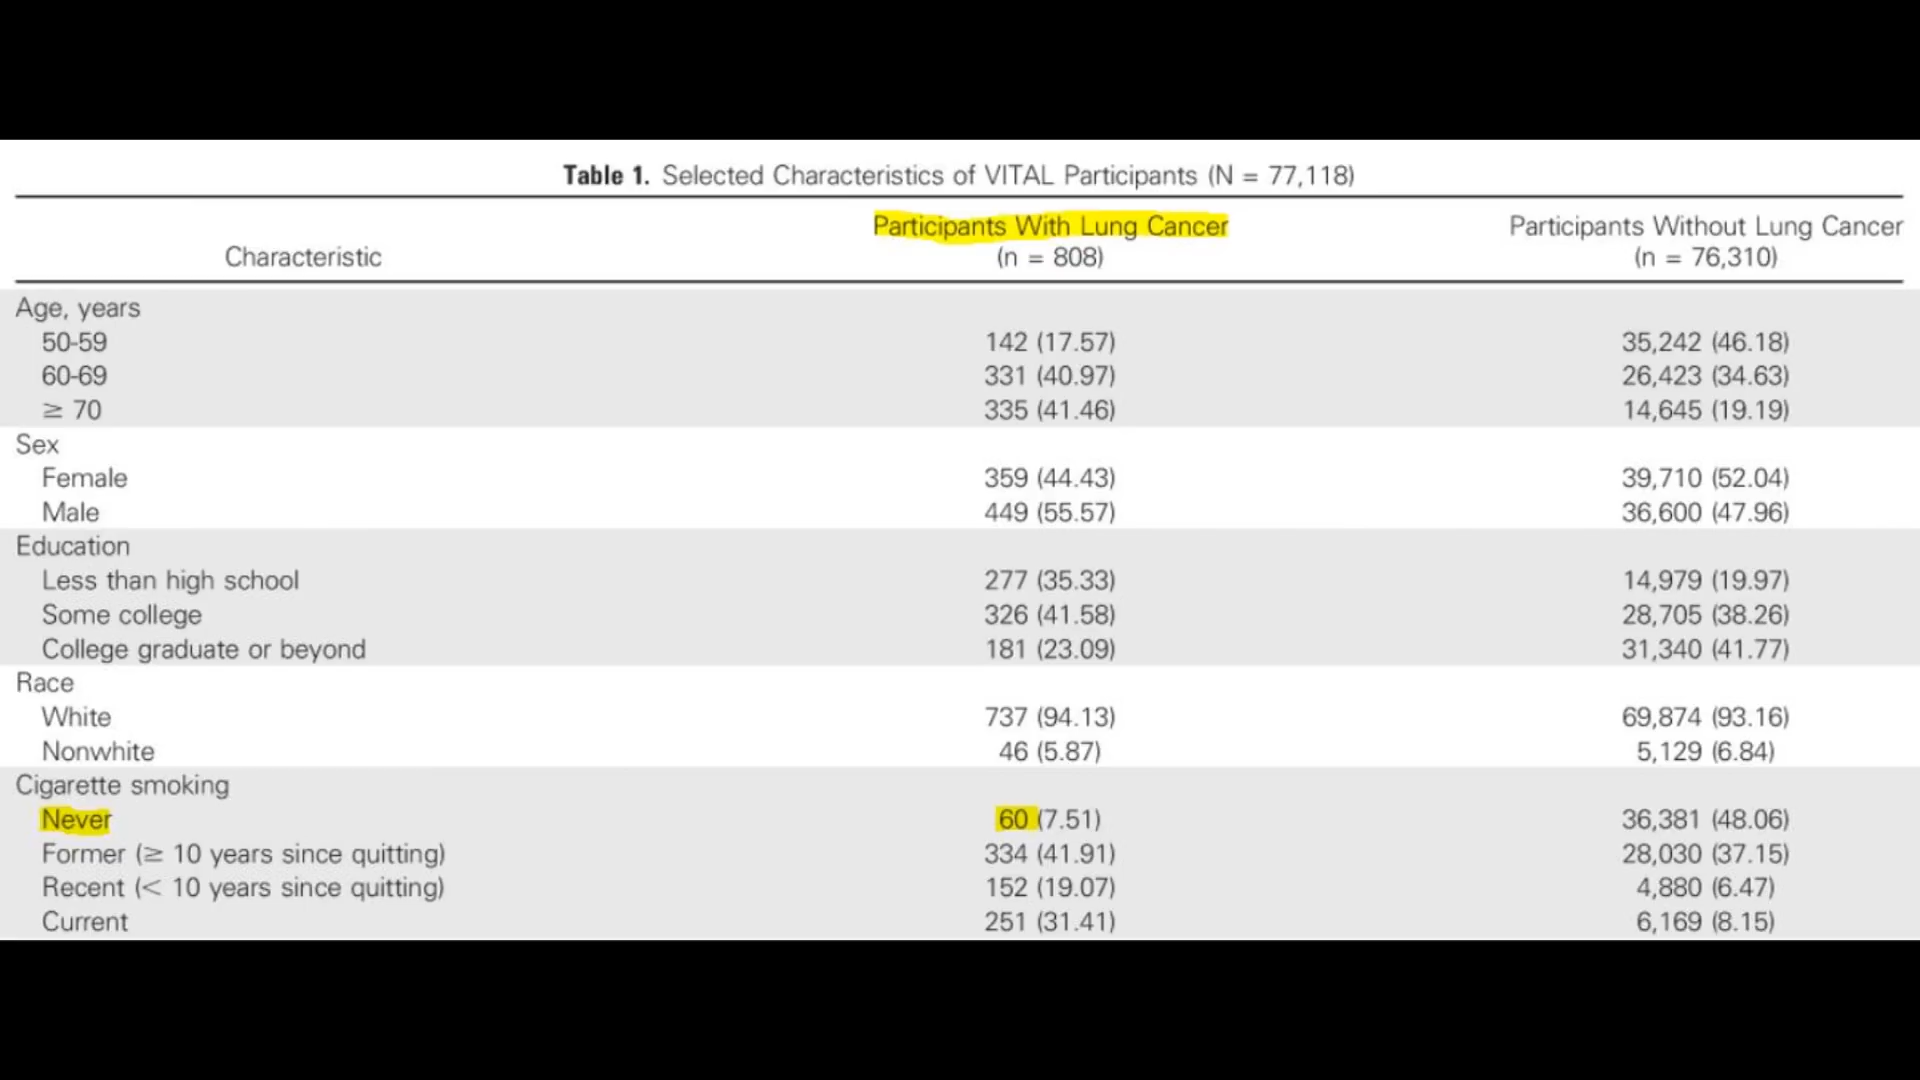 Table 1. Selected Characteristics of VITAL Participants (N = 77,118)
Characteristic Participants With Lung Cancer (n = 808) Participants Without Lung Cancer (n = 76,310)
Age, years
50-59 142 (17.57) 35,242 (46.18)
60-69 331 (40.97) 26,423 (34.63)
≥ 70 335 (41.46) 14,645 (19.19)
Sex
Female 359 (44.43) 39,710 (52.04)
Male 449 (55.57) 36,600 (47.96)
Education
Less than high school 277 (35.33) 14,979 (19.97)
Some college 326 (41.58) 28,705 (38.26)
College graduate or beyond 181 (23.09) 31,340 (41.77)
Race
White 737 (94.13) 69,874 (93.16)
Nonwhite 46 (5.87) 5,129 (6.84)
Cigarette smoking
Never 60 (7.51) 36,381 (48.06)
Former (≥ 10 years since quitting) 334 (41.91) 28,030 (37.15)
Recent (< 10 years since quitting) 152 (19.07) 4,880 (6.47)
Current 251 (31.41) 6,169 (8.15)